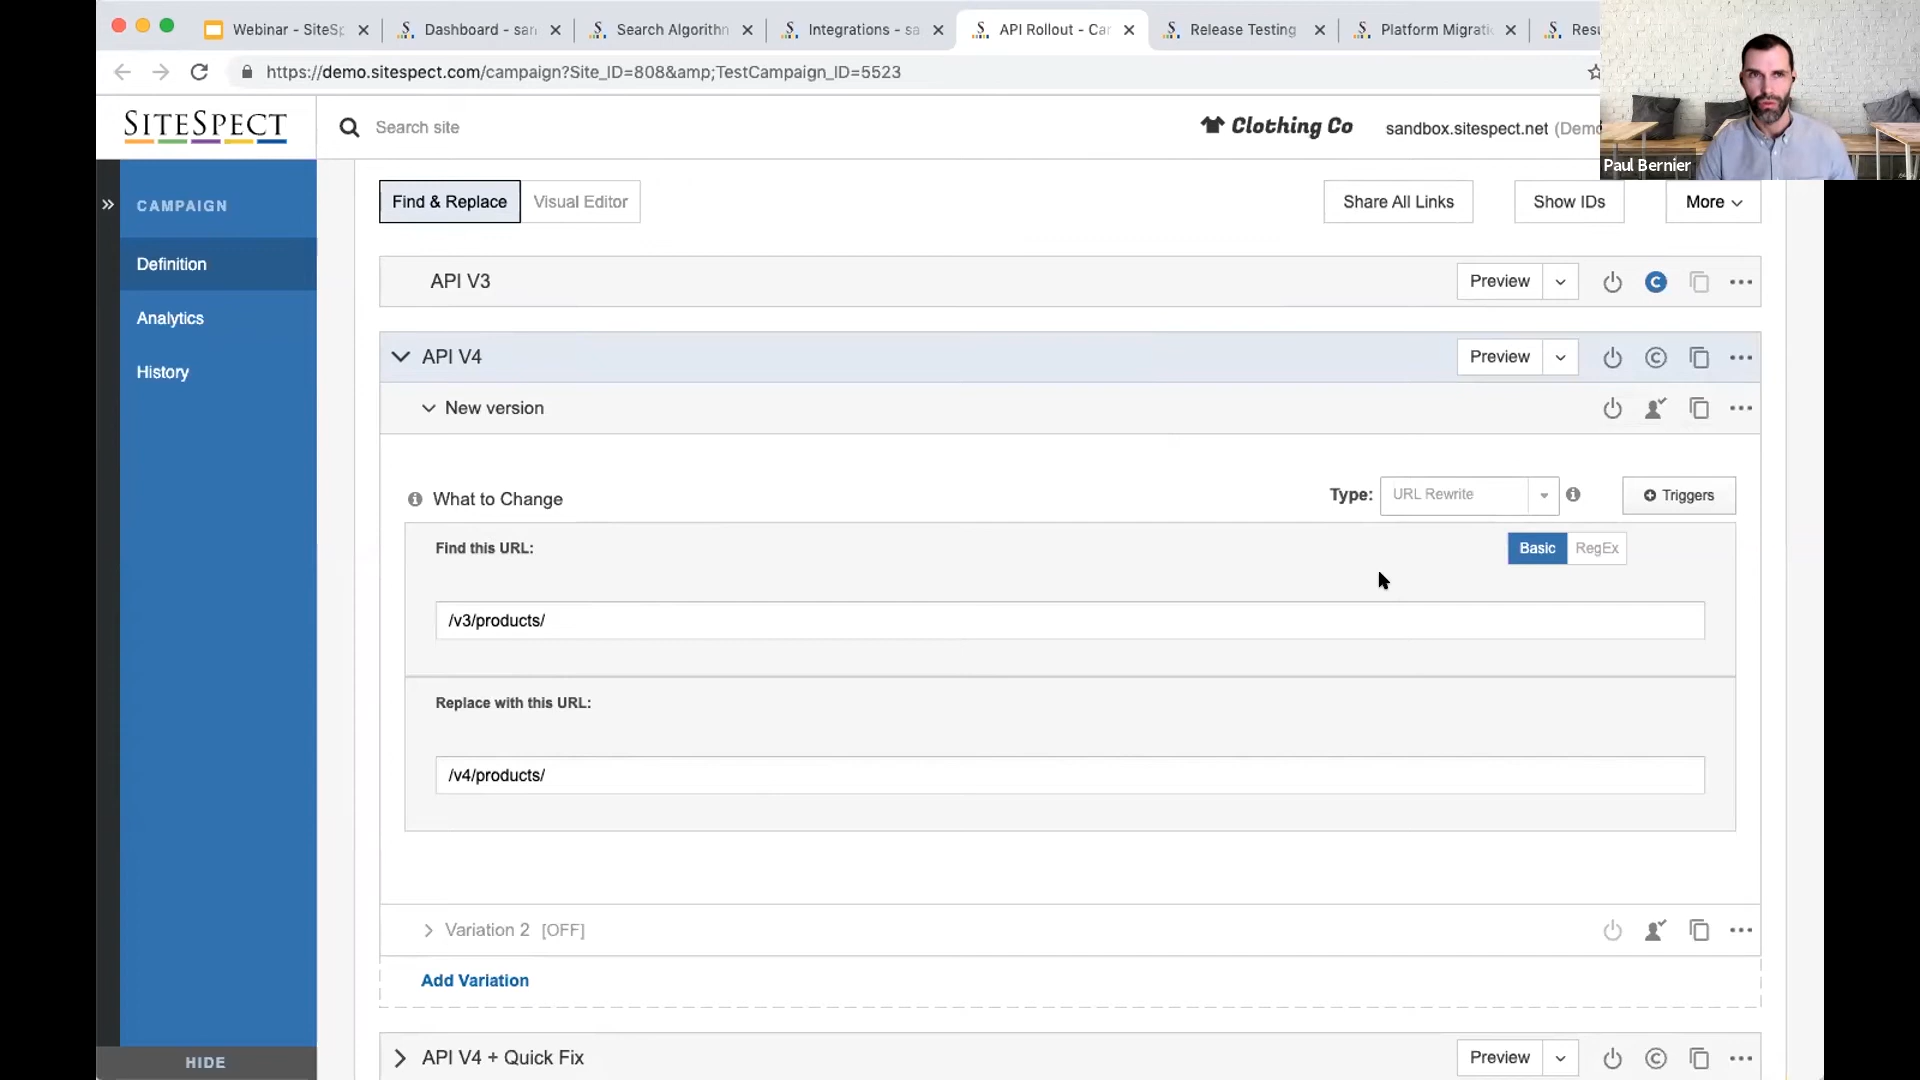 Webinar - SiteSp
Dashboard - san
Search Algorithn
Integrations - sa
API Rollout - Car
Release Testing
Platform Migrati
Resu
https://demo.sitespect.com/campaign?Site_ID=808&amp;TestCampaign_ID=5523
SITESPECT
Search site
Clothing Co
sandbox.sitespect.net (Demo
Paul Bernier
CAMPAIGN
Definition
Analytics
History
HIDE
Find & Replace
Visual Editor
Share All Links
Show IDs
More
API V3
Preview
API V4
Preview
New version
What to Change
Type: URL Rewrite
Triggers
Find this URL:
Basic
RegEx
/v3/products/
Replace with this URL:
/v4/products/
Variation 2 [OFF]
Add Variation
API V4 + Quick Fix
Preview